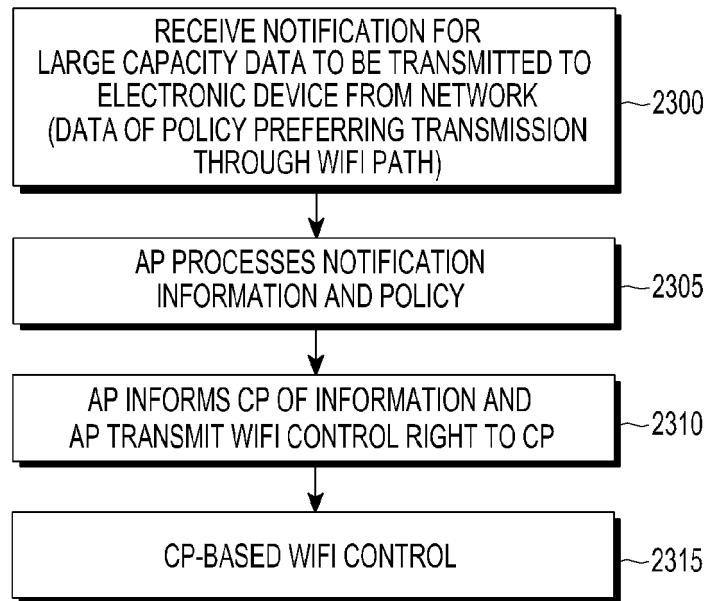 RECEIVE NOTIFICATION FOR
LARGE CAPACITY DATA TO BE TRANSMITTED TO
ELECTRONIC DEVICE FROM NETWORK
(DATA OF POLICY PREFERRING TRANSMISSION
THROUGH WIFI PATH)
2300
AP PROCESSES NOTIFICATION
INFORMATION AND POLICY
2305
AP INFORMS CP OF INFORMATION AND
AP TRANSMIT WIFI CONTROL RIGHT TO CP
2310
CP-BASED WIFI CONTROL
2315